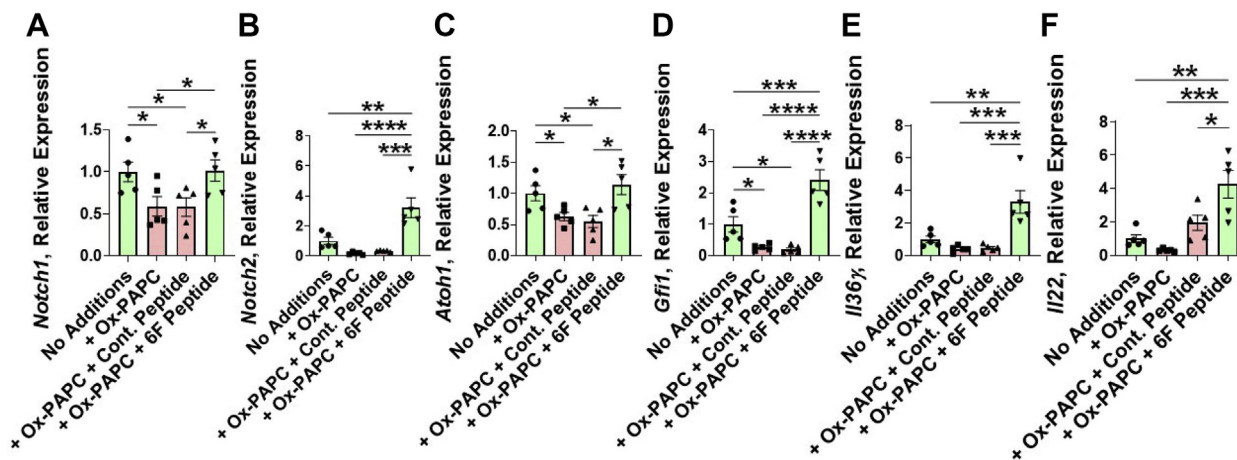 A
Notch1, Relative Expression
1.5
1.0
0.5
0.0
*
*
*
*
No Additions
+ Ox-PAPC
+ Ox-PAPC + Cont. Peptide
+ Ox-PAPC + 6F Peptide
B
Notch2, Relative Expression
8
6
4
2
0
**
****
***
No Additions
+ Ox-PAPC
+ Ox-PAPC + Cont. Peptide
+ Ox-PAPC + 6F Peptide
C
Atoh1, Relative Expression
2.0
1.5
1.0
0.5
0.0
*
*
*
*
No Additions
+ Ox-PAPC
+ Ox-PAPC + Cont. Peptide
+ Ox-PAPC + 6F Peptide
D
Gfi1, Relative Expression
4
3
2
1
0
***
****
****
*
*
No Additions
+ Ox-PAPC
+ Ox-PAPC + Cont. Peptide
+ Ox-PAPC + 6F Peptide
E
Il36γ, Relative Expression
8
6
4
2
0
**
***
***
No Additions
+ Ox-PAPC
+ Ox-PAPC + Cont. Peptide
+ Ox-PAPC + 6F Peptide
F
Il22, Relative Expression
8
6
4
2
0
**
***
*
No Additions
+ Ox-PAPC
+ Ox-PAPC + Cont. Peptide
+ Ox-PAPC + 6F Peptide